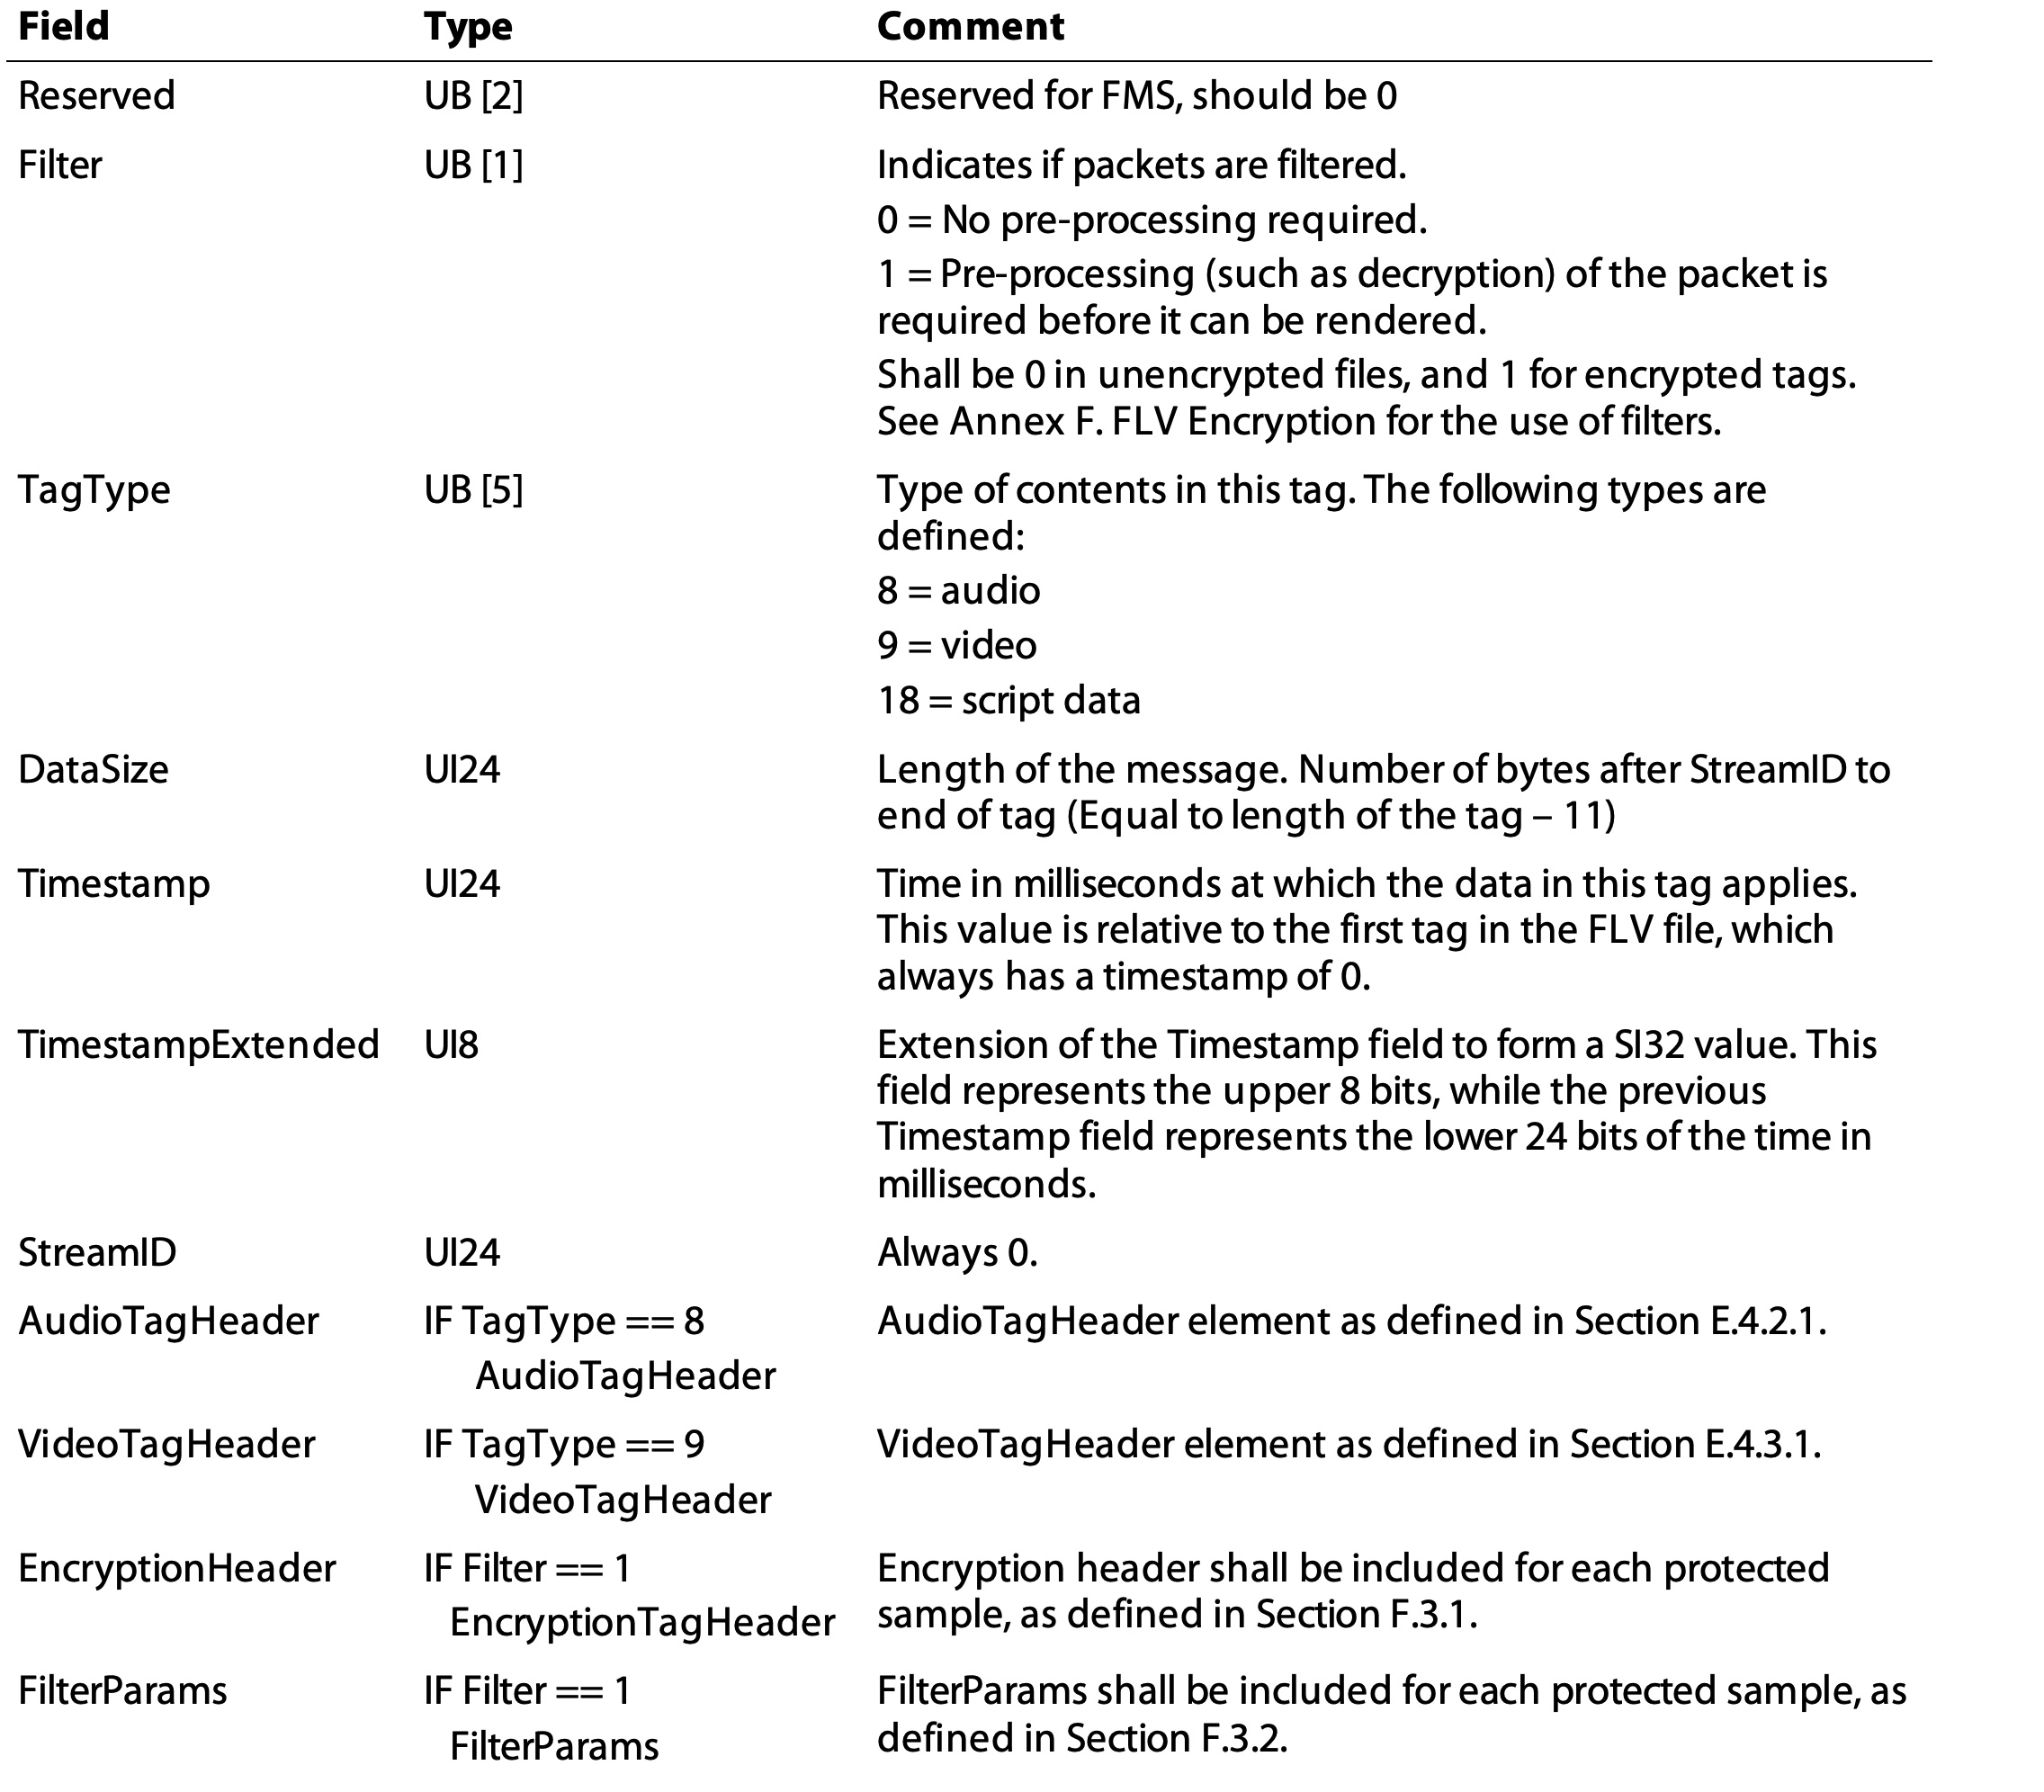 Field Type Comment
Reserved UB [2] Reserved for FMS, should be 0
Filter UB [1] Indicates if packets are filtered.
0 = No pre-processing required.
1 = Pre-processing (such as decryption) of the packet is
required before it can be rendered.
Shall be 0 in unencrypted files, and 1 for encrypted tags.
See Annex F. FLV Encryption for the use of filters.
TagType UB [5] Type of contents in this tag. The following types are
defined:
8 = audio
9 = video
18 = script data
DataSize UI24 Length of the message. Number of bytes after StreamID to
end of tag (Equal to length of the tag – 11)
Timestamp UI24 Time in milliseconds at which the data in this tag applies.
This value is relative to the first tag in the FLV file, which
always has a timestamp of 0.
TimestampExtended UI8 Extension of the Timestamp field to form a SI32 value. This
field represents the upper 8 bits, while the previous
Timestamp field represents the lower 24 bits of the time in
milliseconds.
StreamID UI24 Always 0.
AudioTagHeader IF TagType == 8 AudioTagHeader element as defined in Section E.4.2.1.
AudioTagHeader
VideoTagHeader IF TagType == 9 VideoTagHeader element as defined in Section E.4.3.1.
VideoTagHeader
EncryptionHeader IF Filter == 1 Encryption header shall be included for each protected
EncryptionTagHeader sample, as defined in Section F.3.1.
FilterParams IF Filter == 1 FilterParams shall be included for each protected sample, as
FilterParams defined in Section F.3.2.